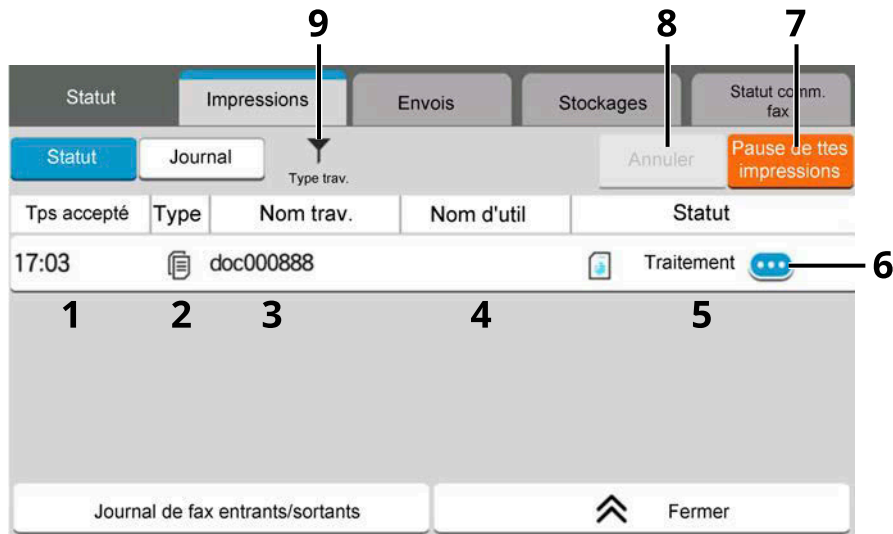 9 8 7
Statut Impressions Envois Stockages Statut comm.
fax
Statut Journal Type trav. Annuler Pause de ttes
impressions
Tps accepté Type Nom trav. Nom d'util Statut
17:03 doc000888 Traitement 6
1 2 3 4 5
Journal de fax entrants/sortants Fermer